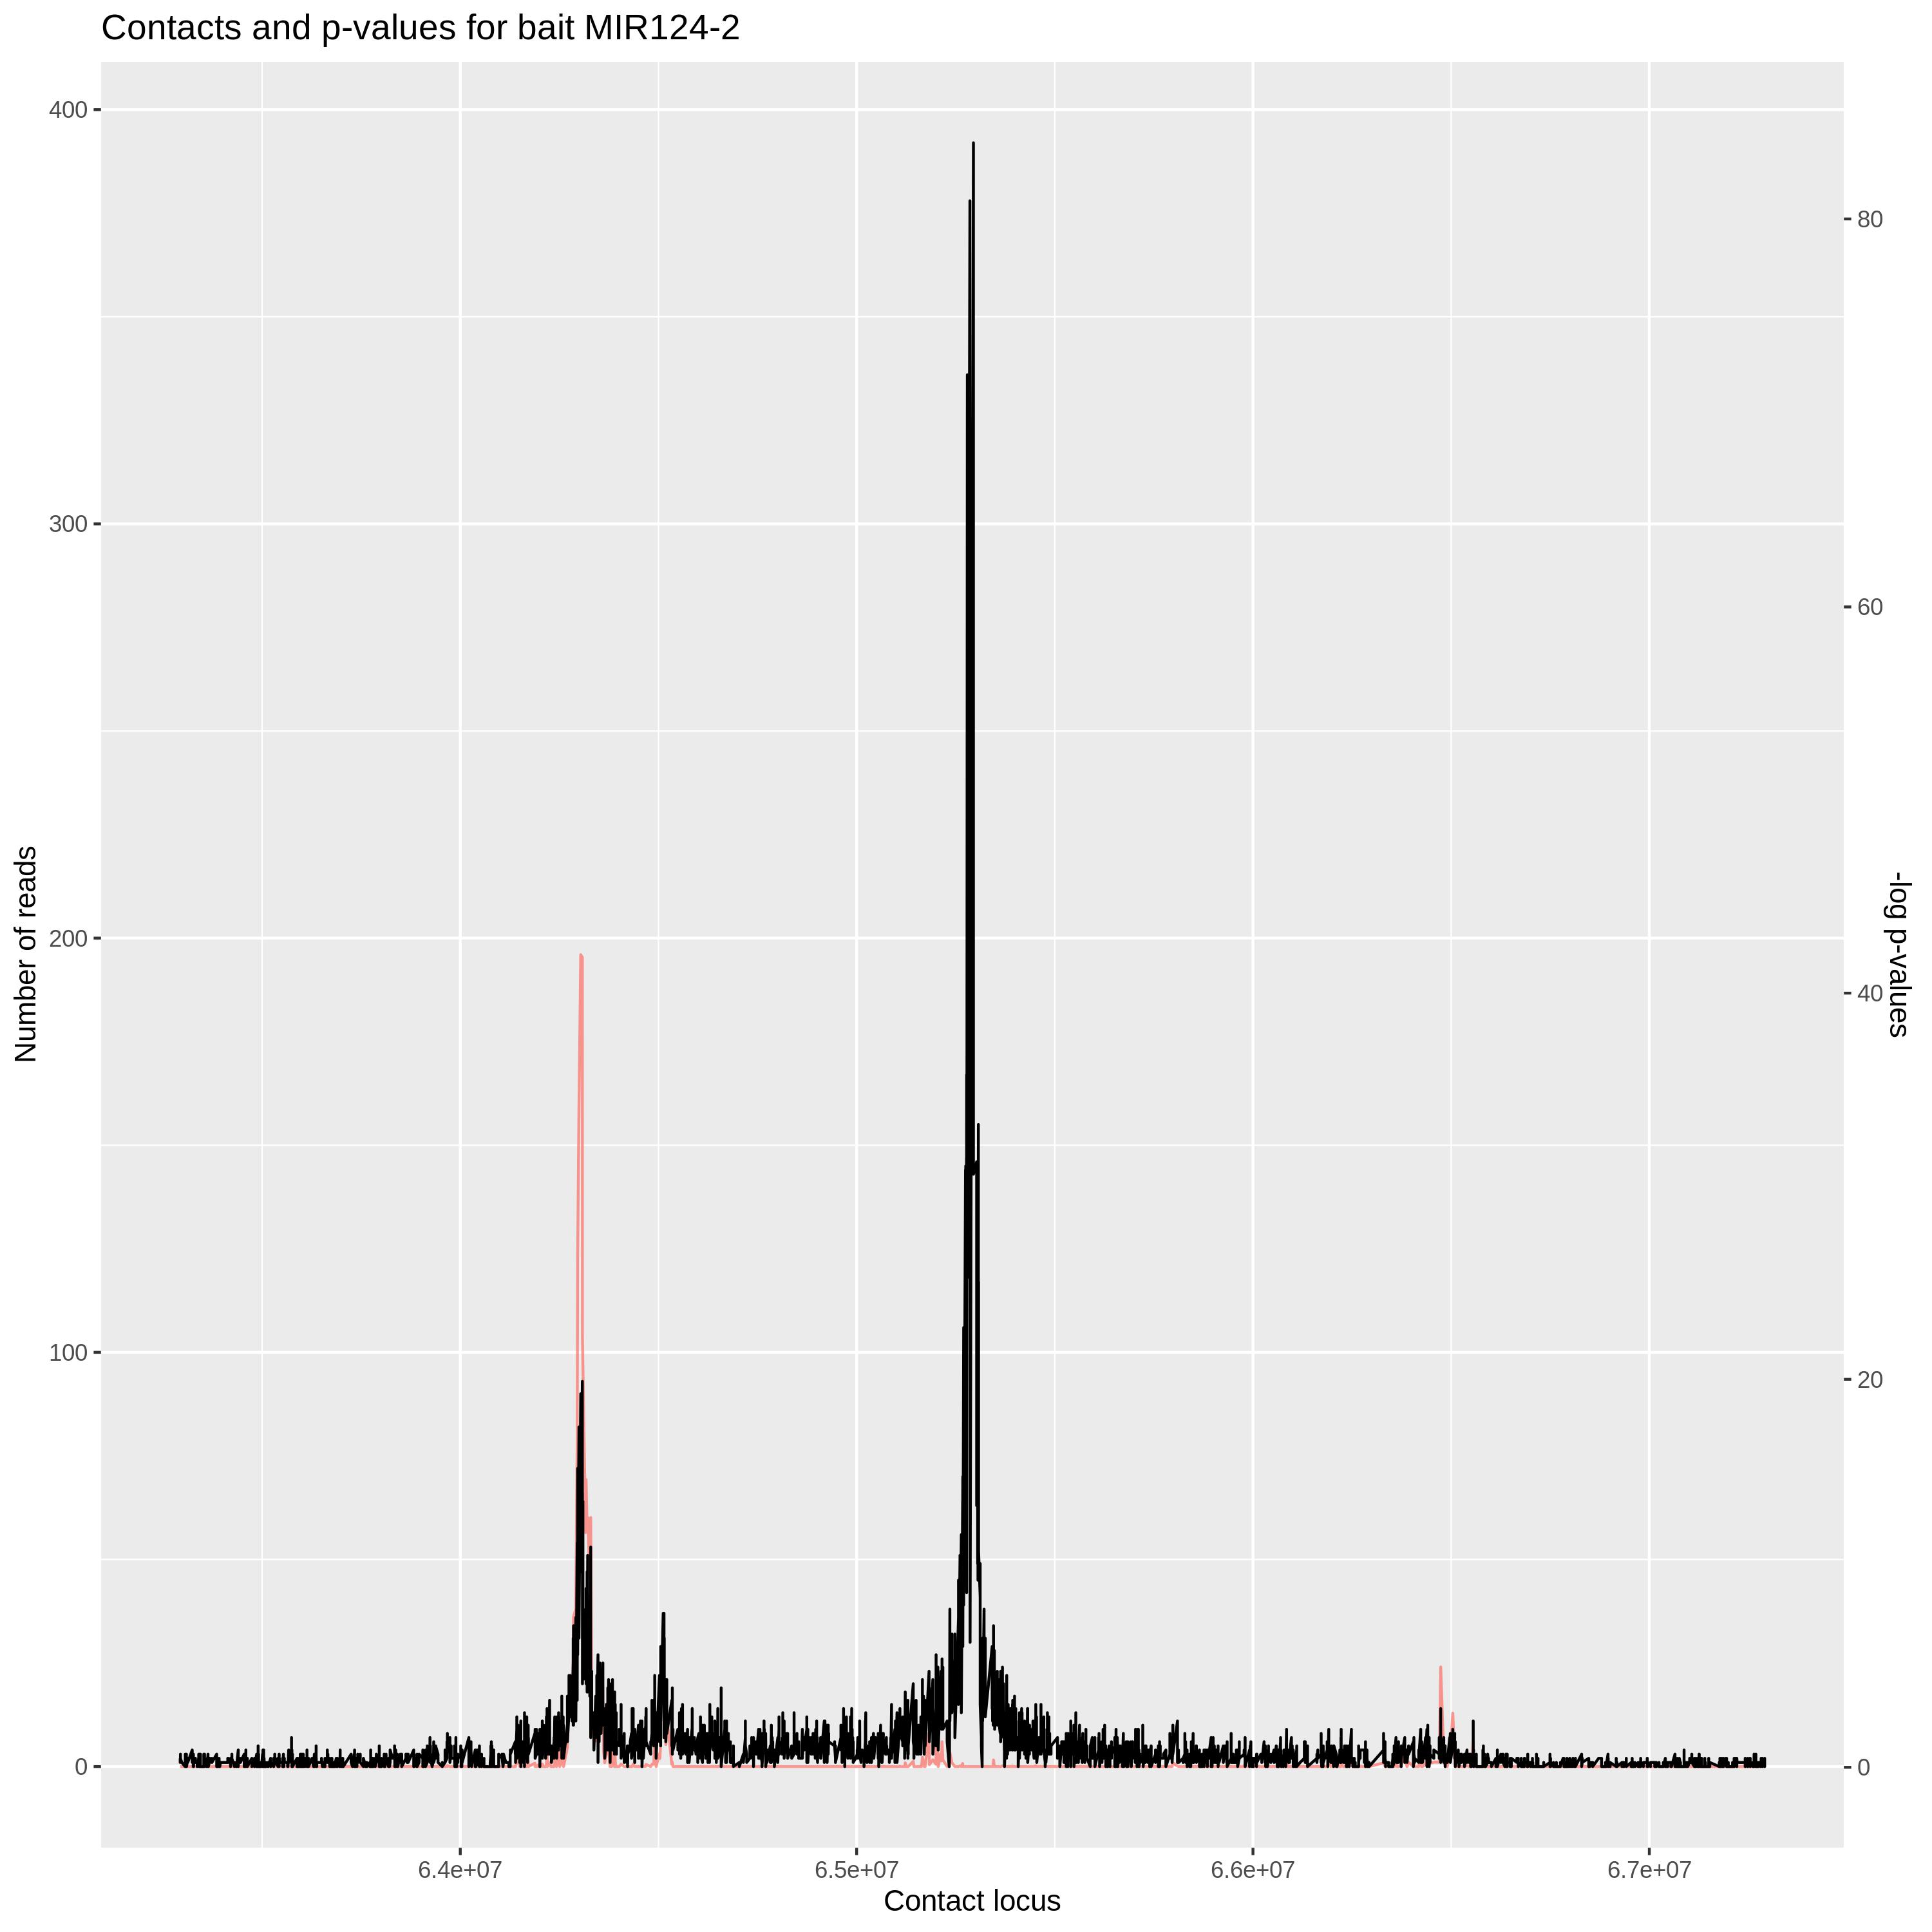 Contacts and p-values for bait MIR124-2
400
300
200
100
0
Number of reads
80
60
40
20
0
-log p-values
6.4e+07 6.5e+07 6.6e+07 6.7e+07
Contact locus